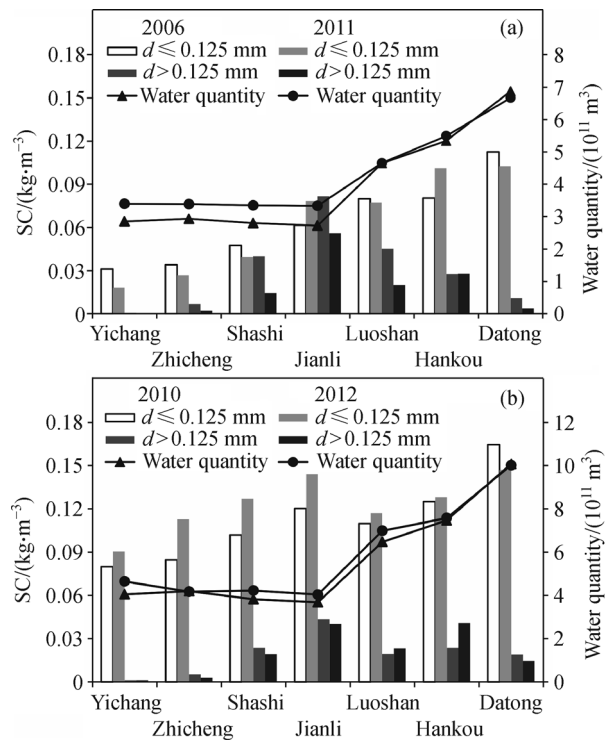 2006 2011 (a)
d ≤ 0.125 mm d ≤ 0.125 mm
d > 0.125 mm d > 0.125 mm
Water quantity Water quantity
SC/(kg·m⁻³)
0.18
0.15
0.12
0.09
0.06
0.03
0
Water quantity/(10¹¹ m³)
8
7
6
5
4
3
2
1
0
Yichang Shashi Luoshan Datong
Zhicheng Jianli Hankou
2010 2012 (b)
d ≤ 0.125 mm d ≤ 0.125 mm
d > 0.125 mm d > 0.125 mm
Water quantity Water quantity
SC/(kg·m⁻³)
0.18
0.15
0.12
0.09
0.06
0.03
0
Water quantity/(10¹¹ m³)
12
10
8
6
4
2
0
Yichang Shashi Luoshan Datong
Zhicheng Jianli Hankou